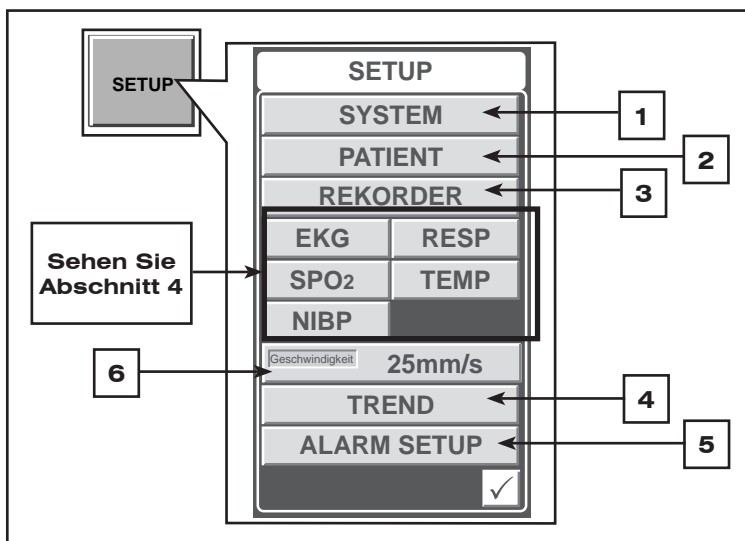 SETUP
SETUP
SYSTEM
1
PATIENT
2
REKORDER
3
EKG RESP
Sehen Sie
Abschnitt 4
SPO2 TEMP
NIBP
6
Geschwindigkeit 25mm/s
TREND
4
ALARM SETUP
5